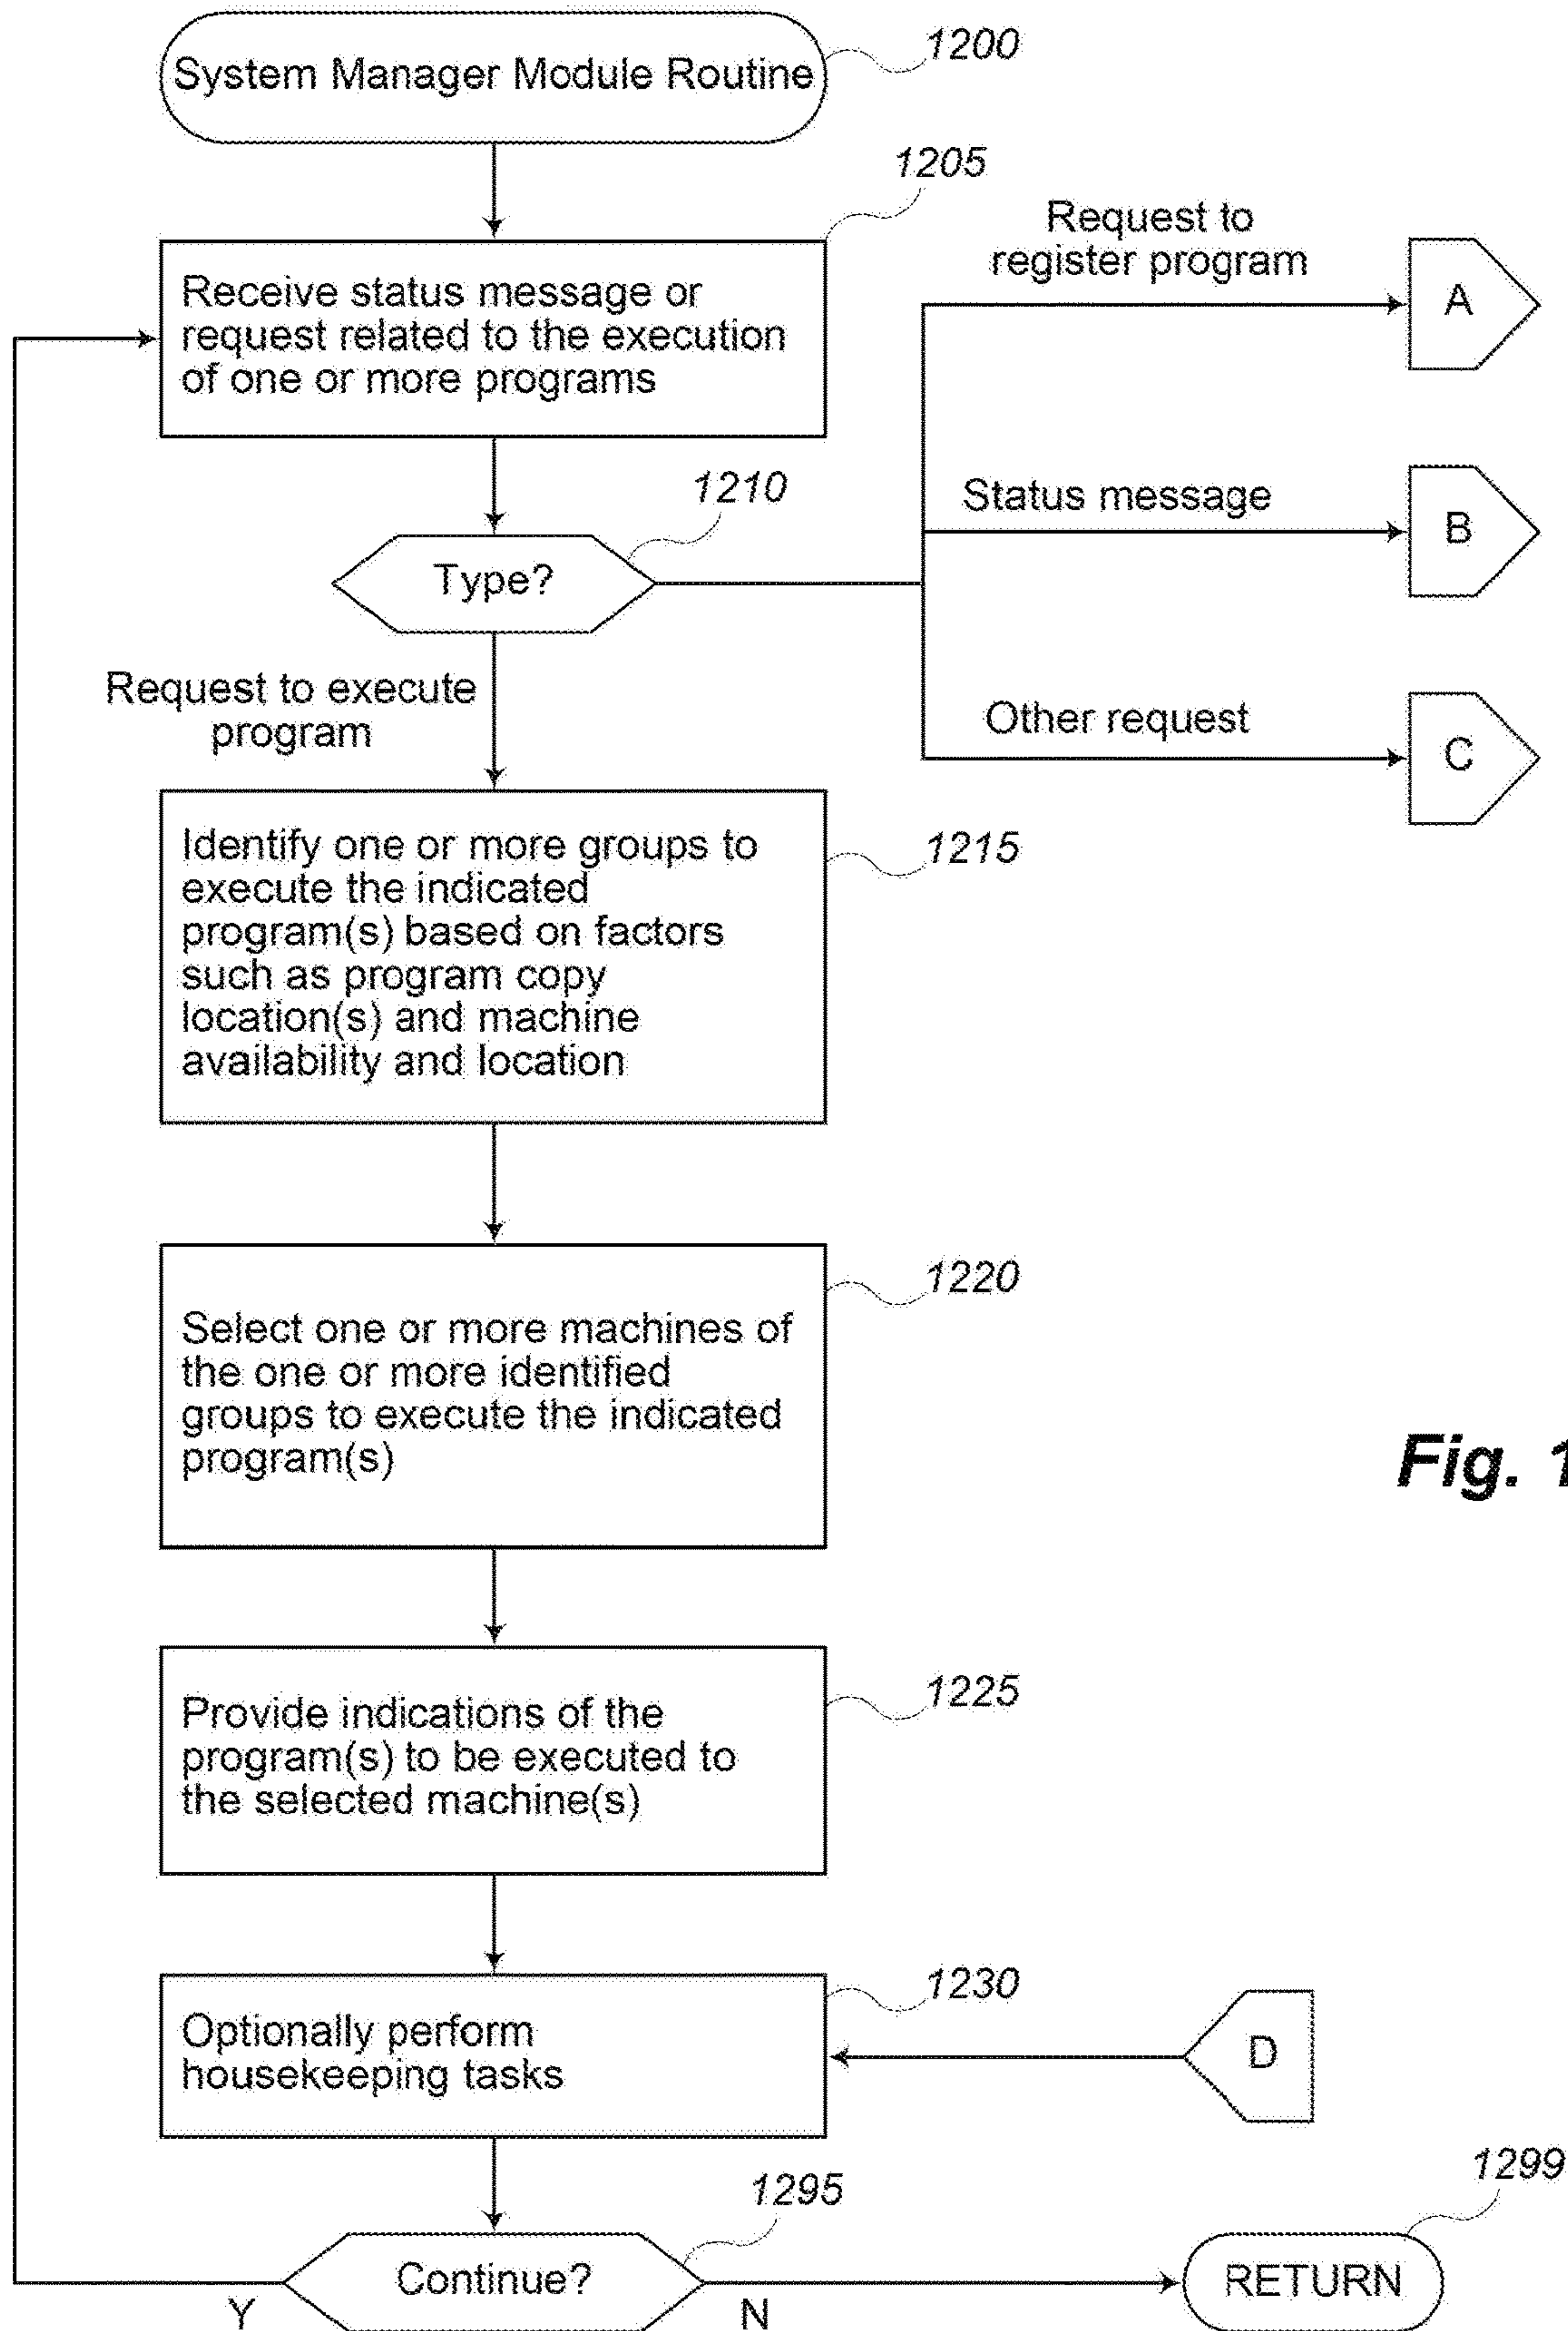 System Manager Module Routine
1200
1205
Receive status message or
request related to the execution
of one or more programs
Request to
register program
A
1210
Type?
Status message
B
Other request
C
Request to execute
program
1215
Identify one or more groups to
execute the indicated
program(s) based on factors
such as program copy
location(s) and machine
availability and location
1220
Select one or more machines of
the one or more identified
groups to execute the indicated
program(s)
Fig. 1
1225
Provide indications of the
program(s) to be executed to
the selected machine(s)
1230
Optionally perform
housekeeping tasks
D
1295
Continue?
Y
N
1299
RETURN